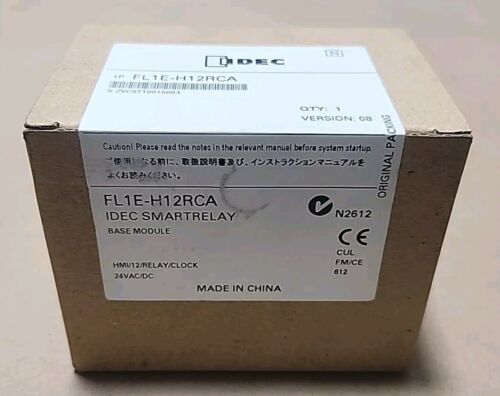 IDEC
N
1P FL1E-H12RCA
QTY: 1
VERSION: 08
Caution! Please read the notes in the relevant manual before system startup.
ご使用になる前に、取扱説明書及び、インストラクションマニュアルを
よくお読みください。
ORIGINAL PACKING
FL1E-H12RCA
IDEC SMARTRELAY
BASE MODULE
N2612
CE
HMI/12/RELAY/CLOCK
24VAC/DC
CUL
FM/CE
612
MADE IN CHINA